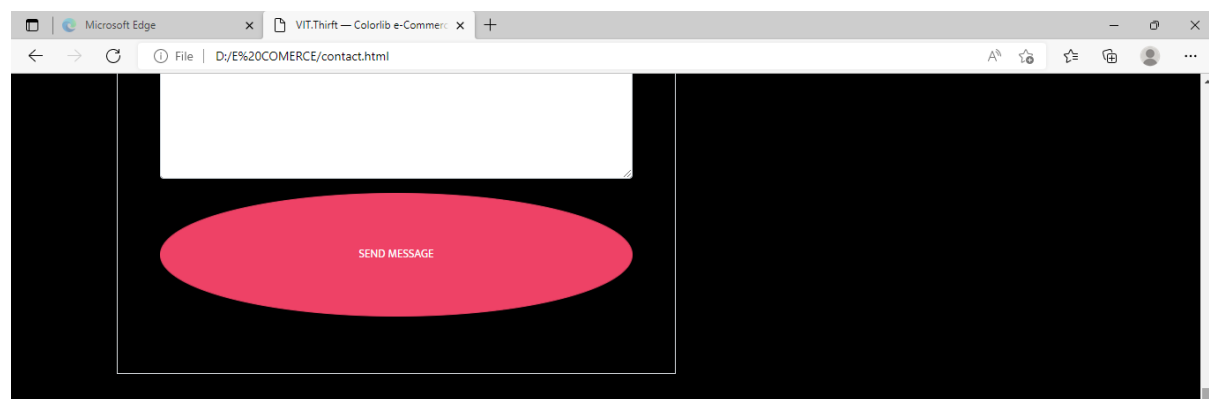 Microsoft Edge
VIT.Thirft — Colorlib e-Commerc
File
D:/E%20COMERCE/contact.html
SEND MESSAGE